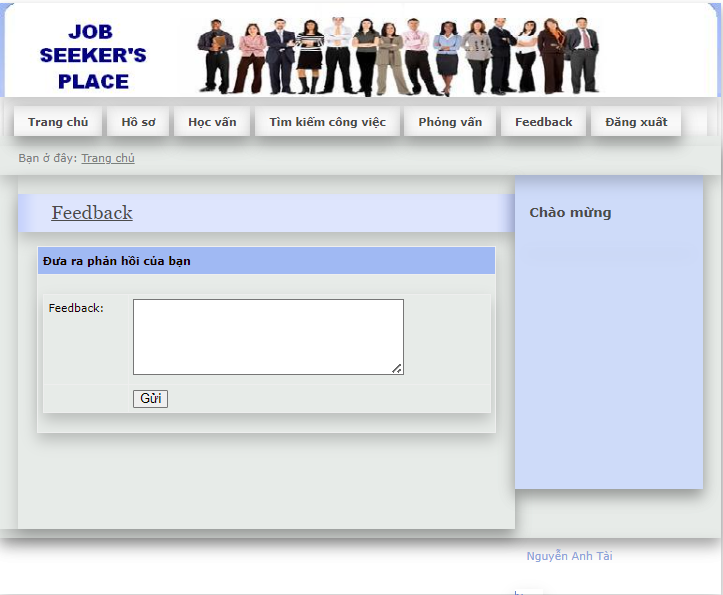 JOB
SEEKER'S
PLACE
Trang chủ Hồ sơ Học vấn Tìm kiếm công việc Phỏng vấn Feedback Đăng xuất
Bạn ở đây: Trang chủ
Feedback
Chào mừng
Đưa ra phản hồi của bạn
Feedback:
Gửi
Nguyễn Anh Tài